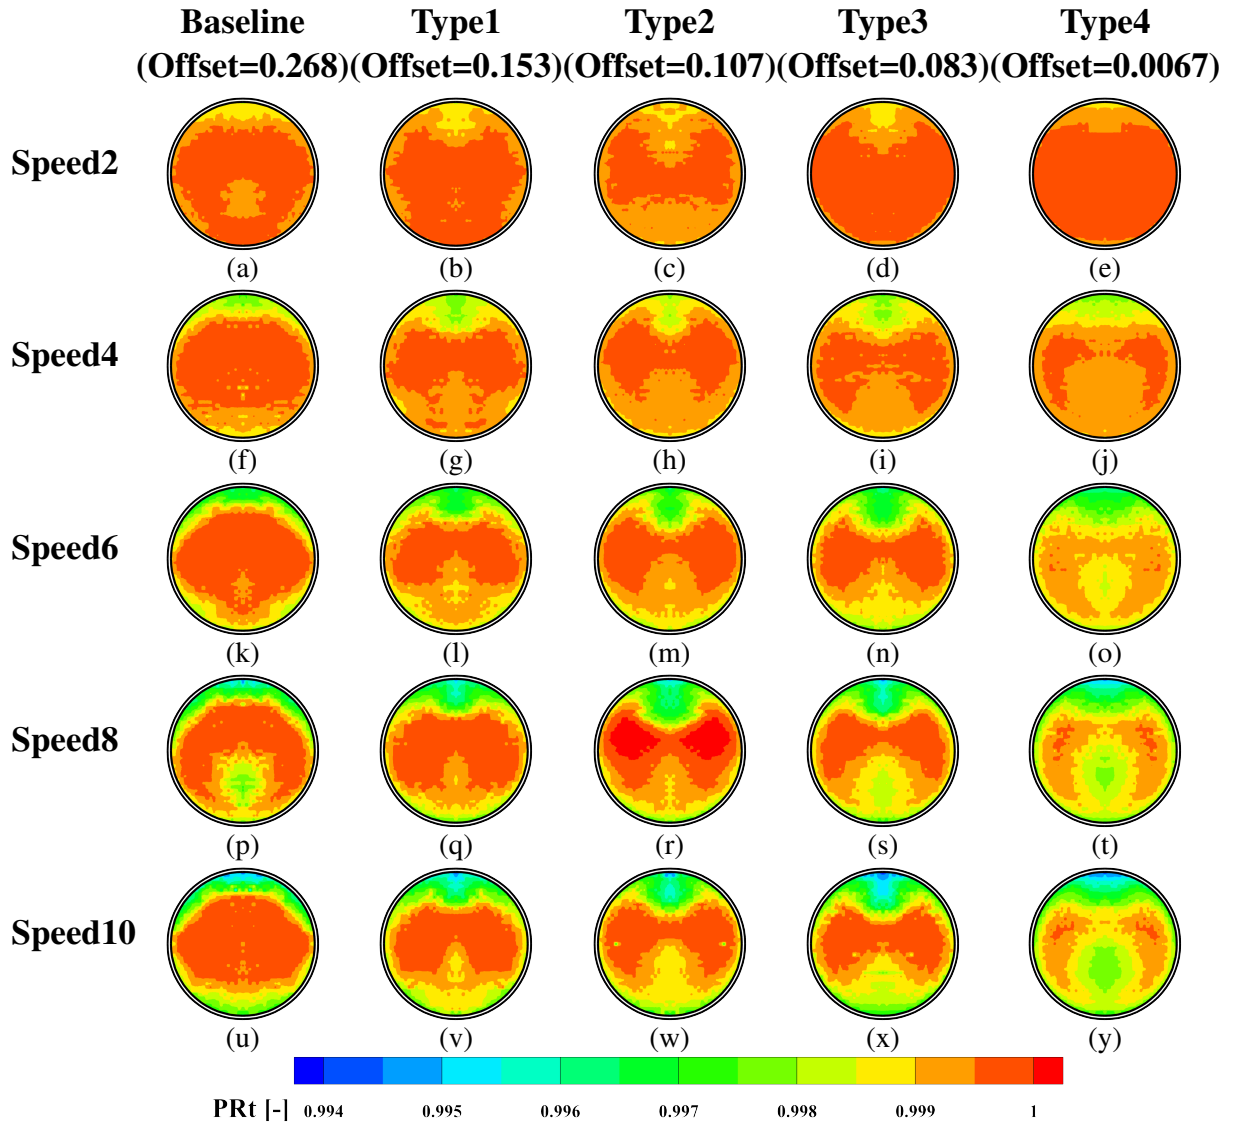 Baseline Type1 Type2 Type3 Type4
(Offset=0.268)(Offset=0.153)(Offset=0.107)(Offset=0.083)(Offset=0.0067)
Speed2
(a) (b) (c) (d) (e)
Speed4
(f) (g) (h) (i) (j)
Speed6
(k) (l) (m) (n) (o)
Speed8
(p) (q) (r) (s) (t)
Speed10
(u) (v) (w) (x) (y)
PRt [-] 0.994 0.995 0.996 0.997 0.998 0.999 1